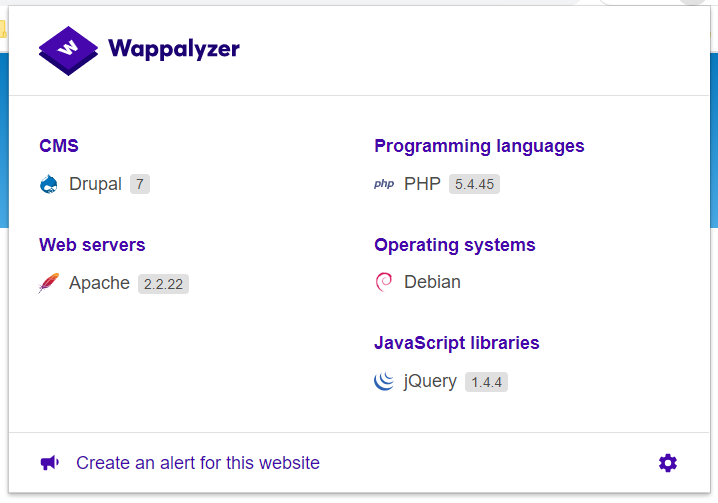 W Wappalyzer
CMS
Drupal 7
Web servers
Apache 2.2.22
Programming languages
php PHP 5.4.45
Operating systems
Debian
JavaScript libraries
jQuery 1.4.4
Create an alert for this website